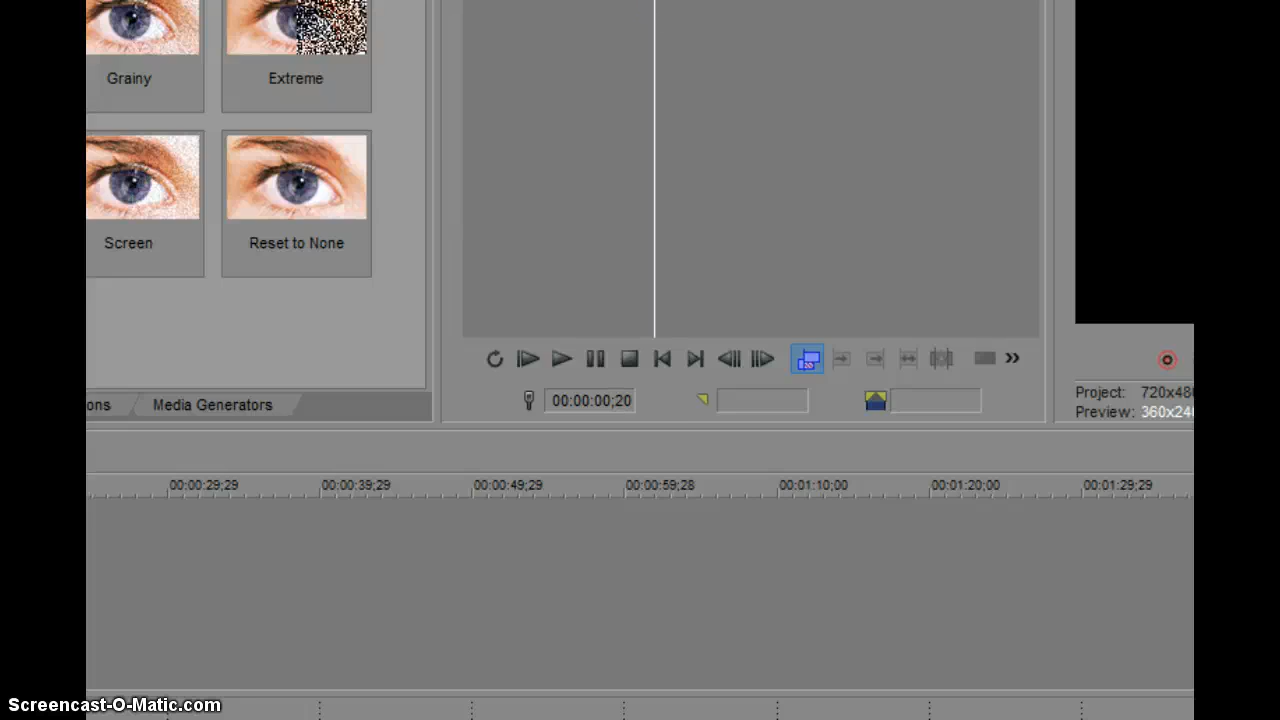 Grainy
Extreme
Screen
Reset to None
ons
Media Generators
00:00:00;20
Project: 720x480
Preview: 360x240
00:00:29;29
00:00:39;29
00:00:49;29
00:00:59;28
00:01:10;00
00:01:20;00
00:01:29;29
Screencast-O-Matic.com